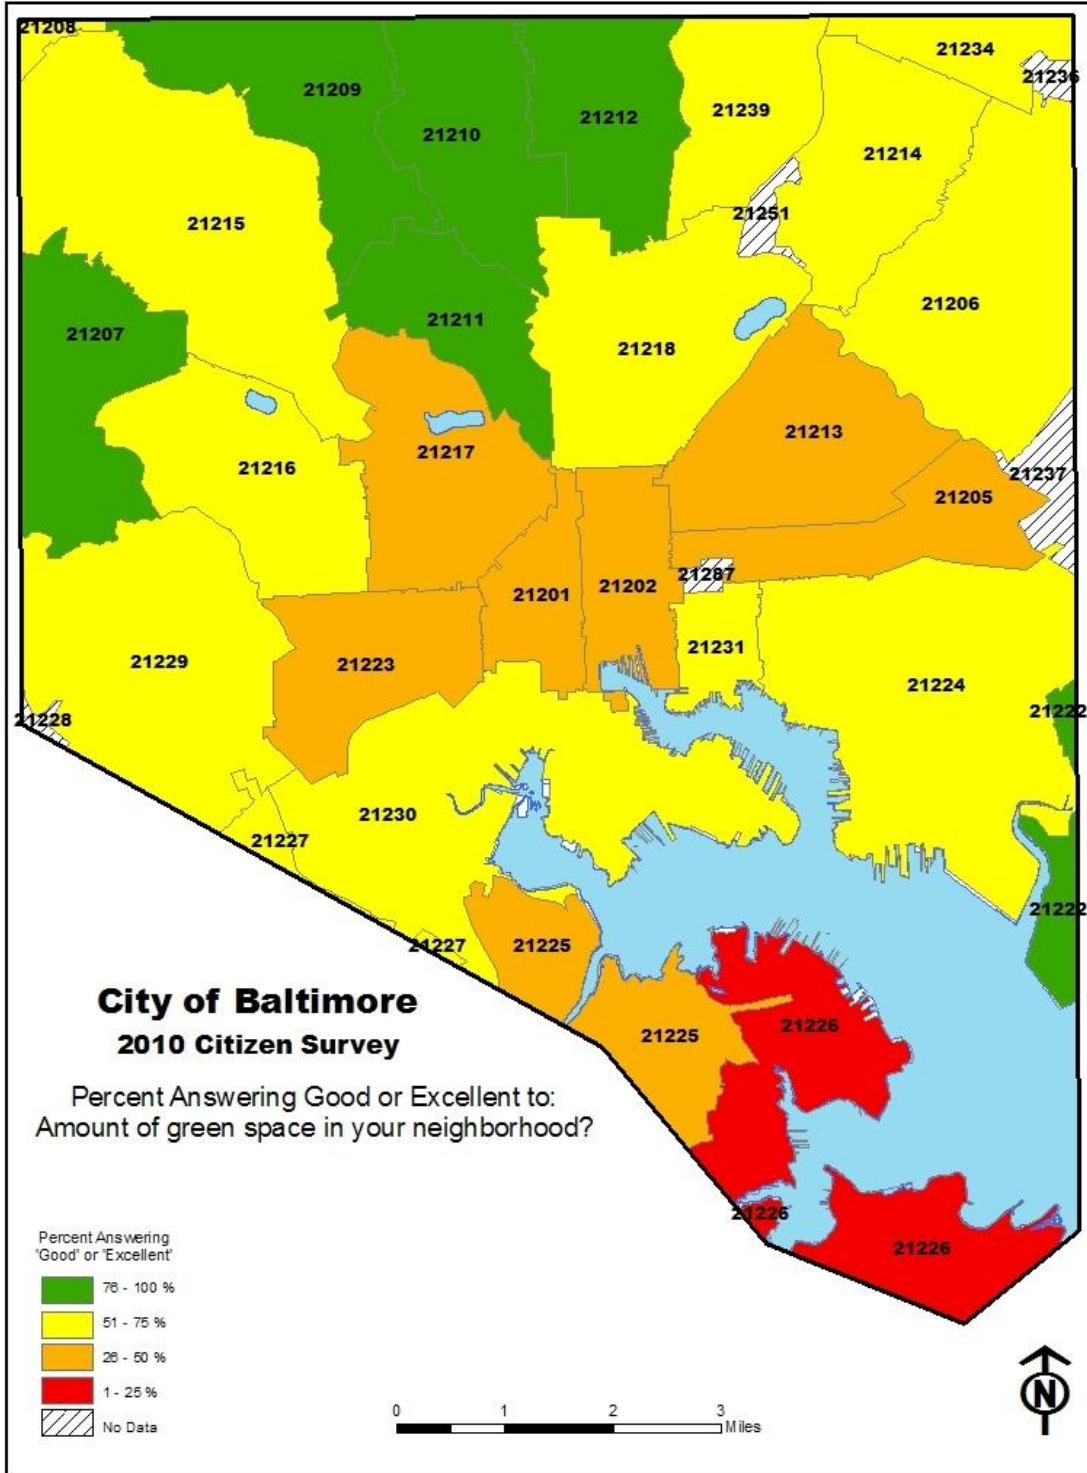 21208
21234
21236
21209
21239
21210
21212
21214
21251
21215
21206
21207
21211
21218
21213
21217
21216
21237
21205
21287
21202
21201
21231
21229
21223
21224
21228
21222
21230
21227
21222
21227
21225
City of Baltimore
2010 Citizen Survey
21226
21225
Percent Answering Good or Excellent to:
Amount of green space in your neighborhood?
21226
21226
Percent Answering
'Good' or 'Excellent'
76 - 100 %
51 - 75 %
26 - 50 %
1 - 25 %
No Data
0 1 2 3
Miles
N